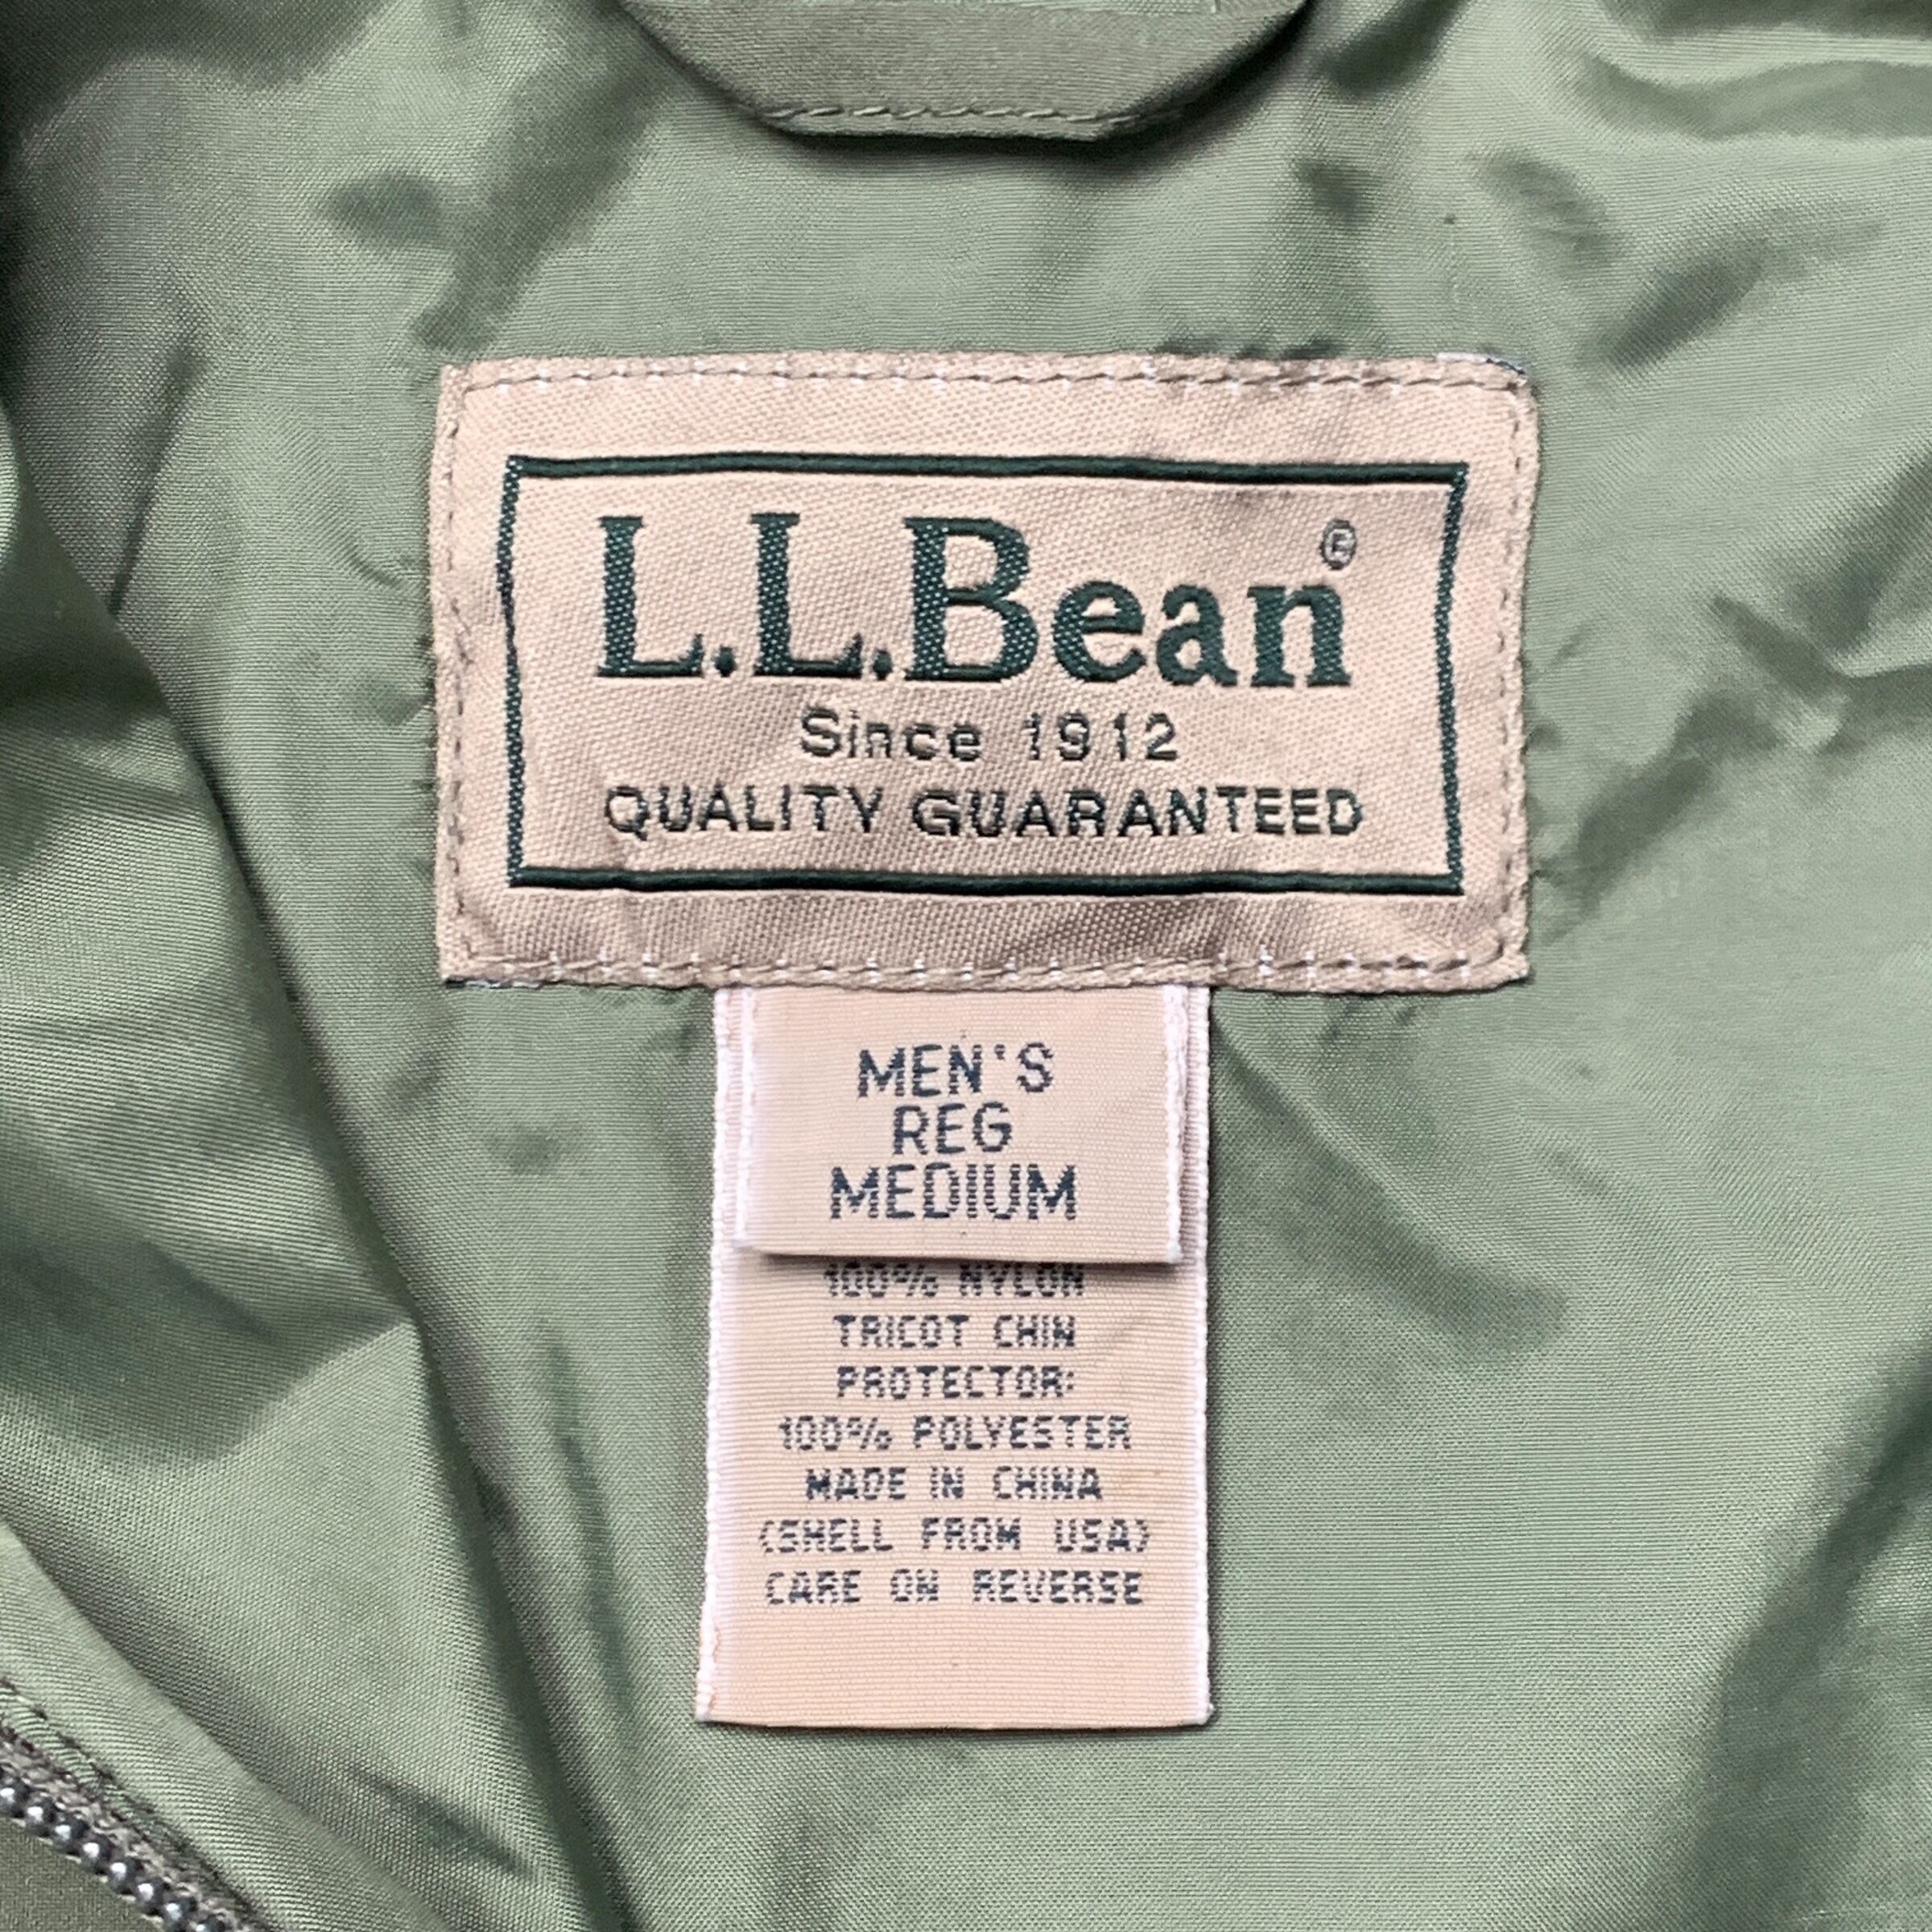 L.L.Bean®
Since 1912
QUALITY GUARANTEED
MEN'S
REG
MEDIUM
100% NYLON
TRICOT CHIN
PROTECTOR:
100% POLYESTER
MADE IN CHINA
(SHELL FROM USA)
CARE ON REVERSE